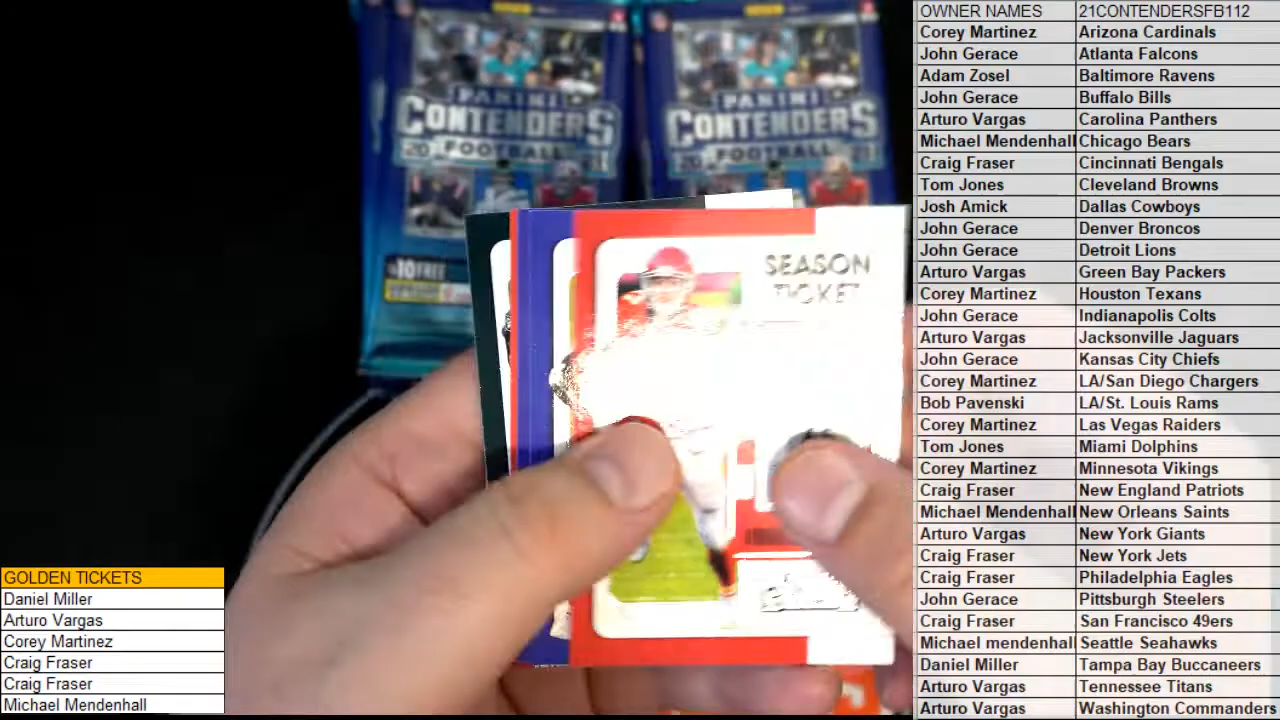 OWNER NAMES 21CONTENDERSFB112
Corey Martinez Arizona Cardinals
John Gerace Atlanta Falcons
Adam Zosel Baltimore Ravens
John Gerace Buffalo Bills
Arturo Vargas Carolina Panthers
Michael Mendenhall Chicago Bears
Craig Fraser Cincinnati Bengals
Tom Jones Cleveland Browns
Josh Amick Dallas Cowboys
John Gerace Denver Broncos
John Gerace Detroit Lions
Arturo Vargas Green Bay Packers
Corey Martinez Houston Texans
John Gerace Indianapolis Colts
Arturo Vargas Jacksonville Jaguars
John Gerace Kansas City Chiefs
Corey Martinez LA/San Diego Chargers
Bob Pavenski LA/St. Louis Rams
Corey Martinez Las Vegas Raiders
Tom Jones Miami Dolphins
Corey Martinez Minnesota Vikings
Craig Fraser New England Patriots
Michael Mendenhall New Orleans Saints
Arturo Vargas New York Giants
Craig Fraser New York Jets
Craig Fraser Philadelphia Eagles
John Gerace Pittsburgh Steelers
Craig Fraser San Francisco 49ers
Michael mendenhall Seattle Seahawks
Daniel Miller Tampa Bay Buccaneers
Arturo Vargas Tennessee Titans
Arturo Vargas Washington Commanders
PANINI
CONTENDERS
20 FOOTBALL 21
10 FREE
PANINI
CONTENDERS
20 FOOTBALL
SEASON
TICKET
GOLDEN TICKETS
Daniel Miller
Arturo Vargas
Corey Martinez
Craig Fraser
Craig Fraser
Michael Mendenhall